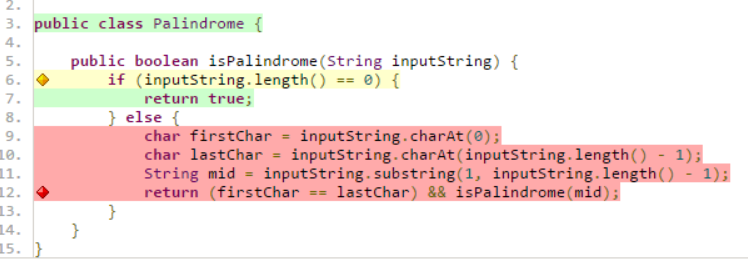 2.
3. public class Palindrome {
4.
5. public boolean isPalindrome(String inputString) {
6. if (inputString.length() == 0) {
7. return true;
8. } else {
9. char firstChar = inputString.charAt(0);
10. char lastChar = inputString.charAt(inputString.length() - 1);
11. String mid = inputString.substring(1, inputString.length() - 1);
12. return (firstChar == lastChar) && isPalindrome(mid);
13. }
14. }
15. }